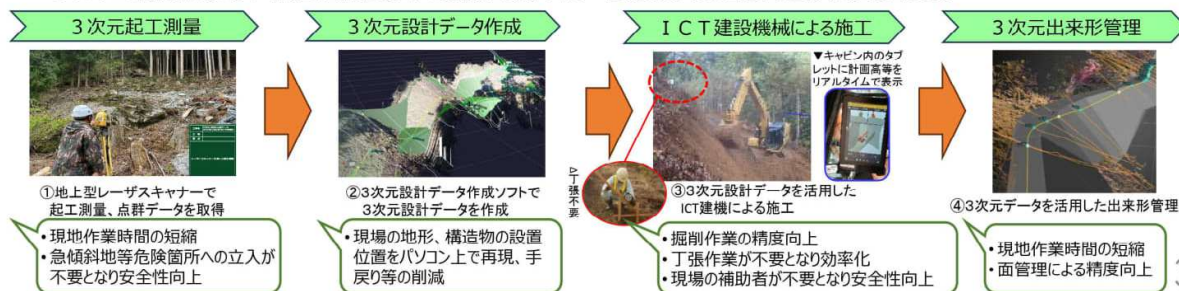 ３次元起工測量
３次元設計データ作成
ＩＣＴ建設機械による施工
３次元出来形管理
▼キャビン内のタブ
レットに計画高等を
リアルタイムで表示
△丁張不要
①地上型レーザスキャナーで
起工測量、点群データを取得
②3次元設計データ作成ソフトで
3次元設計データを作成
③3次元設計データを活用した
ICT建機による施工
④3次元データを活用した出来形管理
・現地作業時間の短縮
・急傾斜地等危険箇所への立入が
不要となり安全性向上
・現場の地形、構造物の設置
位置をパソコン上で再現、手
戻り等の削減
・掘削作業の精度向上
・丁張作業が不要となり効率化
・現場の補助者が不要となり安全性向上
・現地作業時間の短縮
・面管理による精度向上